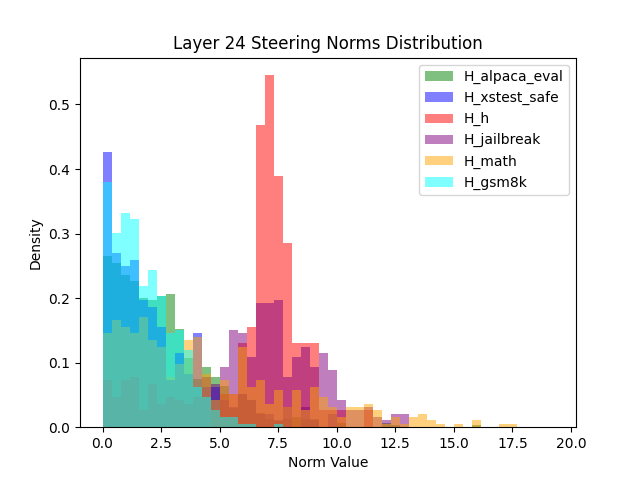 Layer 24 Steering Norms Distribution
H_alpaca_eval
H_xstest_safe
H_h
H_jailbreak
H_math
H_gsm8k
Density
0.5
0.4
0.3
0.2
0.1
0.0
0.0 2.5 5.0 7.5 10.0 12.5 15.0 17.5 20.0
Norm Value